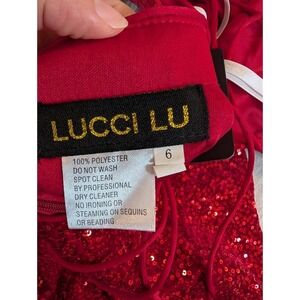 LUCCI LU
6
100% POLYESTER
DO NOT WASH
SPOT CLEAN
BY PROFESSIONAL
DRY CLEANER
NO IRONING OR
STEAMING ON SEQUINS
OR BEADING.